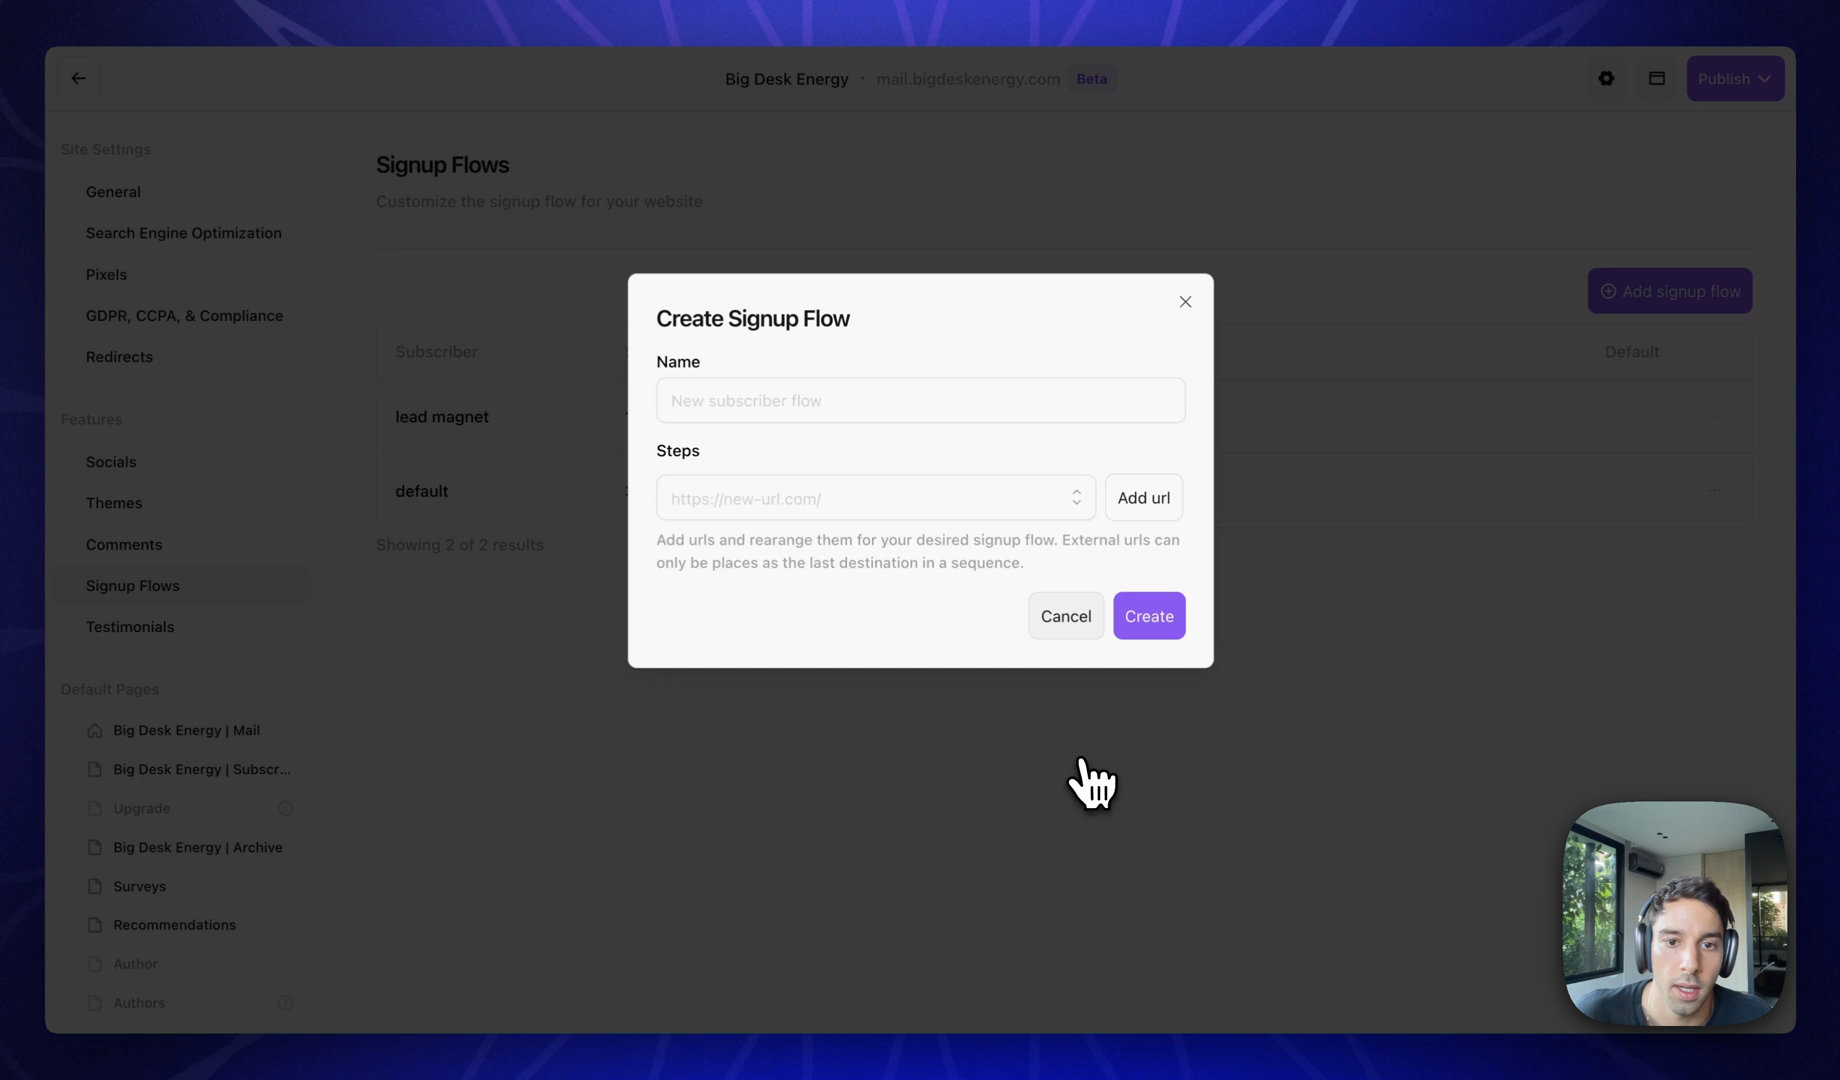 Big Desk Energy · mail.bigdeskenergy.com Beta
Publish
Site Settings
General
Search Engine Optimization
Pixels
GDPR, CCPA, & Compliance
Redirects
Features
Socials
Themes
Comments
Signup Flows
Testimonials
Default Pages
Big Desk Energy | Mail
Big Desk Energy | Subscr...
Upgrade
Big Desk Energy | Archive
Surveys
Recommendations
Author
Authors
Signup Flows
Customize the signup flow for your website
Add signup flow
Subscriber
Default
lead magnet
default
Showing 2 of 2 results
Create Signup Flow
Name
New subscriber flow
Steps
https://new-url.com/
Add url
Add urls and rearrange them for your desired signup flow. External urls can
only be places as the last destination in a sequence.
Cancel
Create